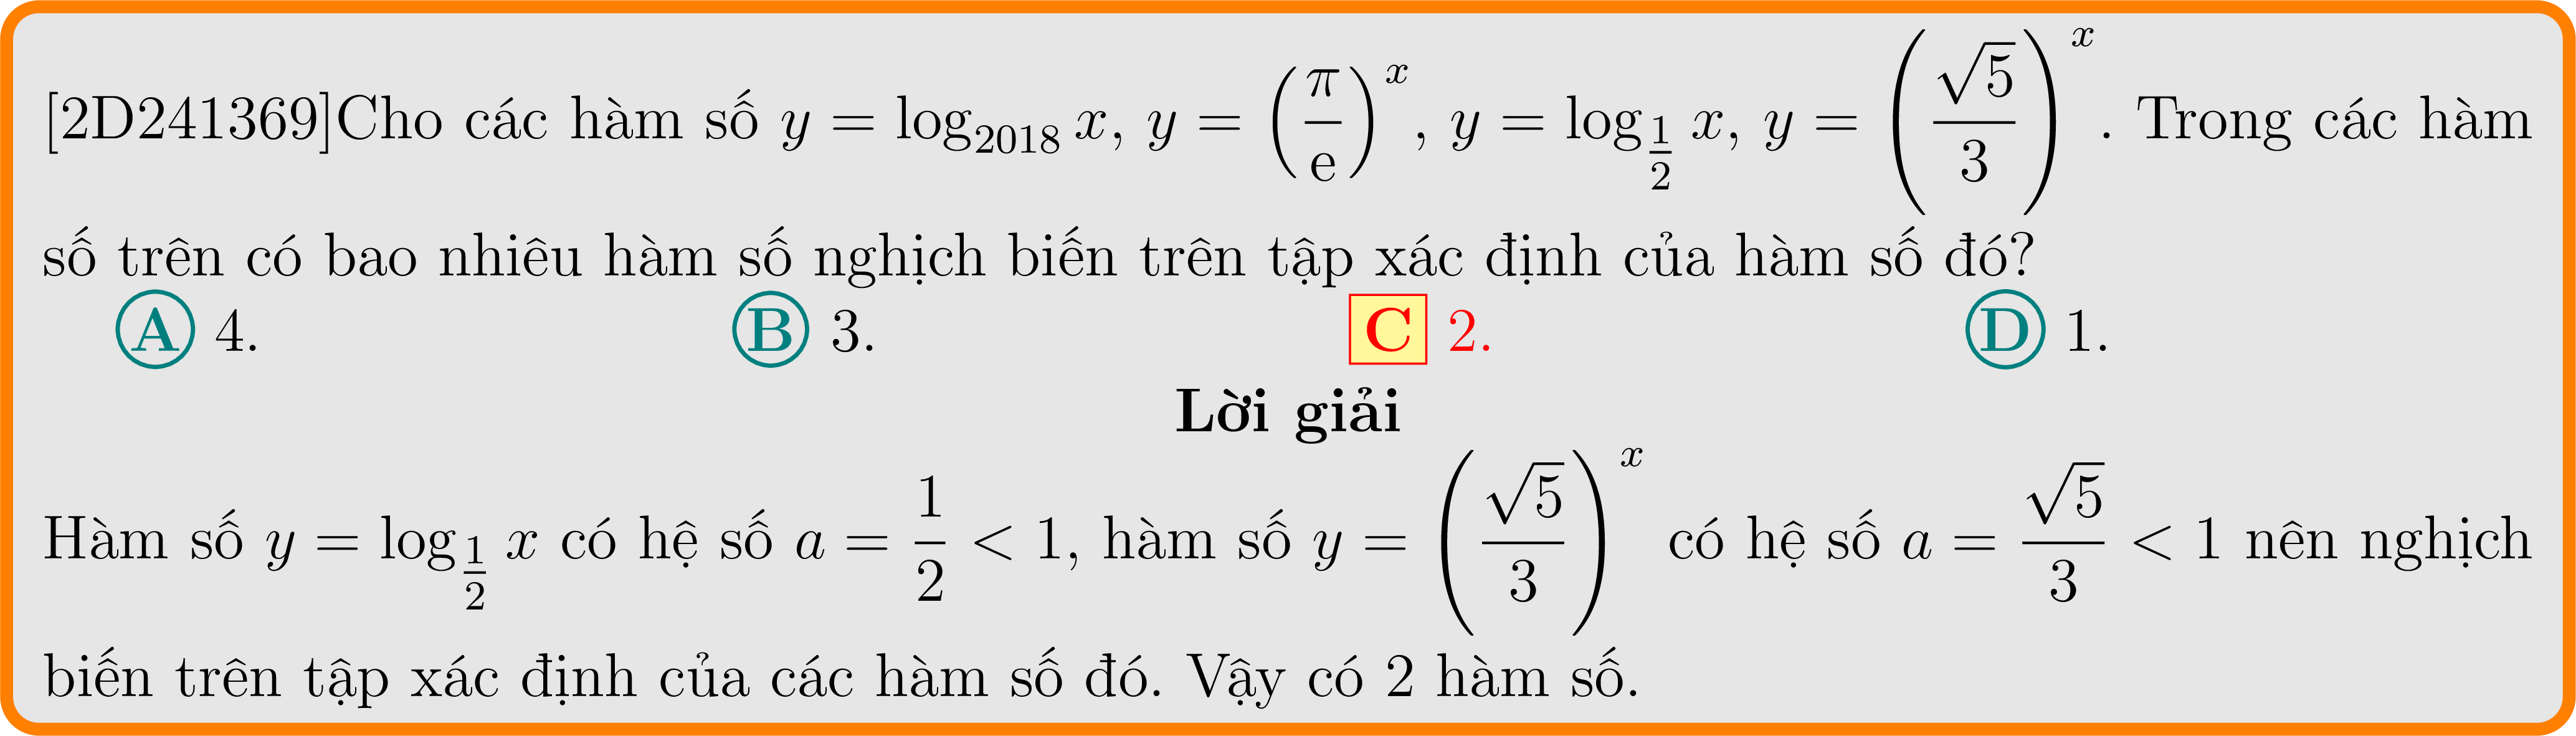 [2D241369]Cho các hàm số $y = \log_{2018} x$, $y = \left(\frac{\pi}{\mathrm{e}}\right)^x$, $y = \log_{\frac{1}{2}} x$, $y = \left(\frac{\sqrt{5}}{3}\right)^x$. Trong các hàm
số trên có bao nhiêu hàm số nghịch biến trên tập xác định của hàm số đó?
A 4. B 3. C 2. D 1.
Lời giải
Hàm số $y = \log_{\frac{1}{2}} x$ có hệ số $a = \frac{1}{2} < 1$, hàm số $y = \left(\frac{\sqrt{5}}{3}\right)^x$ có hệ số $a = \frac{\sqrt{5}}{3} < 1$ nên nghịch
biến trên tập xác định của các hàm số đó. Vậy có 2 hàm số.